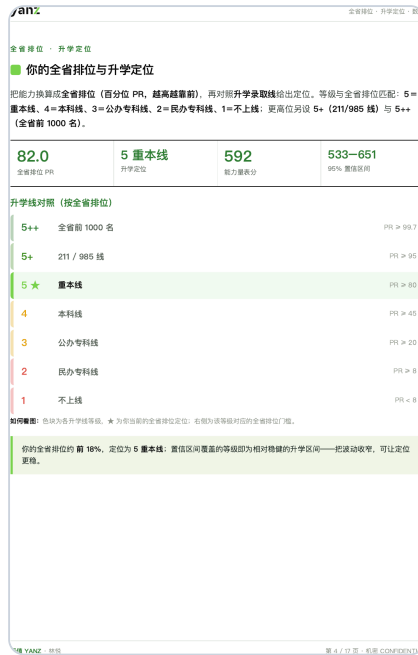 yanz
全省排位 · 升学定位 · 数
全省排位 · 升学定位
你的全省排位与升学定位
把能力换算成全省排位（百分位 PR，越高越靠前），再对照升学录取线给出定位。等级与全省排位匹配：5＝
重本线、4＝本科线、3＝公办专科线、2＝民办专科线、1＝不上线；更高位另设 5+（211/985 线）与 5++
（全省前 1000 名）。
82.0
全省排位 PR
5 重本线
升学定位
592
能力量表分
533–651
95% 置信区间
升学线对照（按全省排位）
5++ 全省前 1000 名 PR ≥ 99.7
5+ 211 / 985 线 PR ≥ 95
5 ★ 重本线 PR ≥ 80
4 本科线 PR ≥ 45
3 公办专科线 PR ≥ 20
2 民办专科线 PR ≥ 8
1 不上线 PR < 8
如何看图：色块为各升学线等级，★ 为你当前的全省排位定位；右侧为该等级对应的全省排位门槛。
你的全省排位约 前 18%，定位为 5 重本线；置信区间覆盖的等级即为相对稳健的升学区间——把波动收窄，可让定位
更稳。
YANZ · 林悦
第 4 / 17 页 · 机密 CONFIDENTI